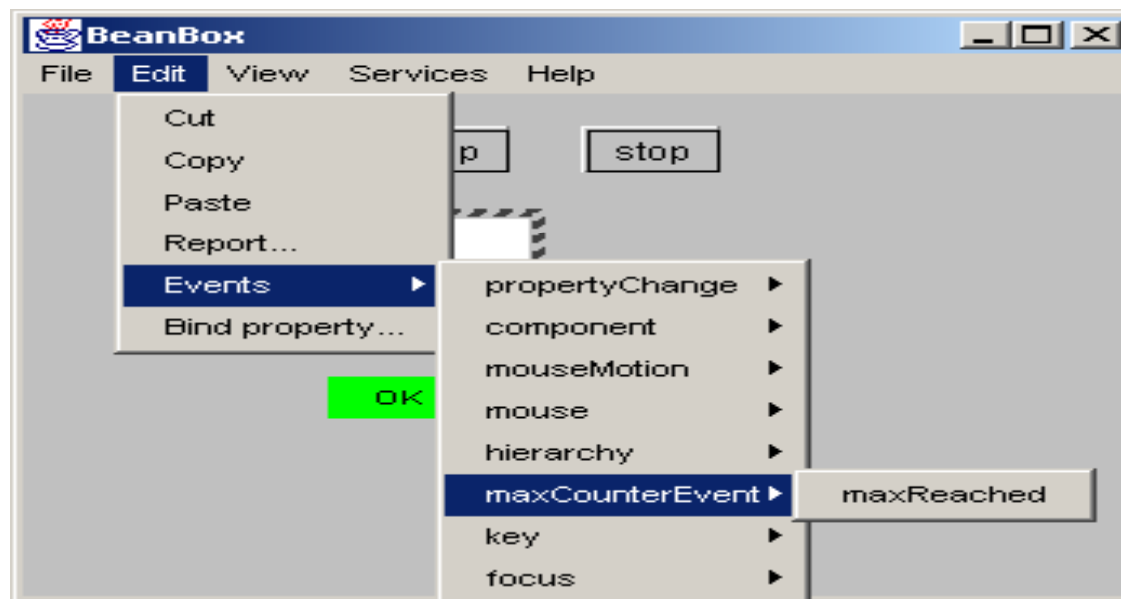 BeanBox
File Edit View Services Help
Cut
Copy
Paste
Report...
Events
Bind property...
p
stop
OK
propertyChange
component
mouseMotion
mouse
hierarchy
maxCounterEvent
key
focus
maxReached